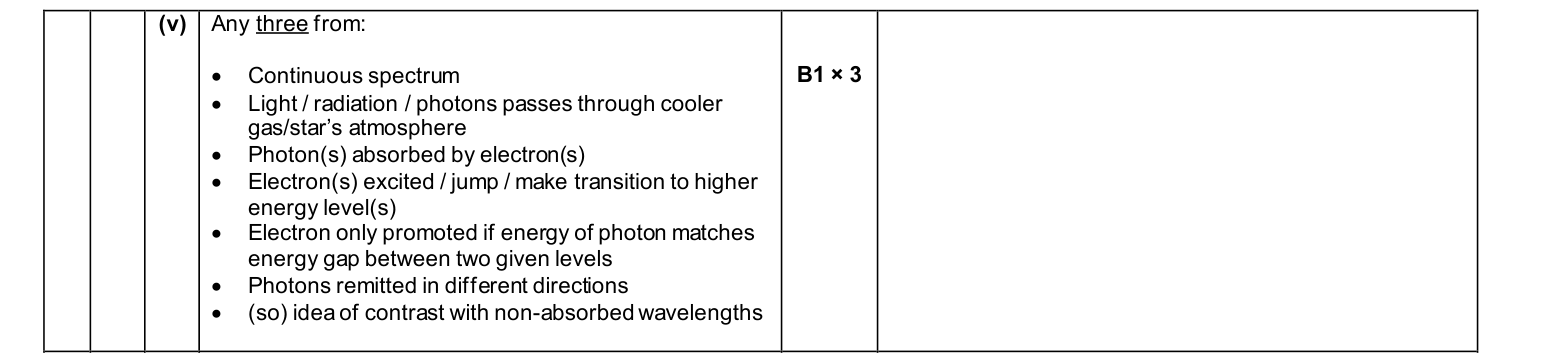 (v) Any three from:
B1 × 3
• Continuous spectrum
• Light / radiation / photons passes through cooler
gas/star’s atmosphere
• Photon(s) absorbed by electron(s)
• Electron(s) excited / jump / make transition to higher
energy level(s)
• Electron only promoted if energy of photon matches
energy gap between two given levels
• Photons remitted in different directions
• (so) idea of contrast with non-absorbed wavelengths